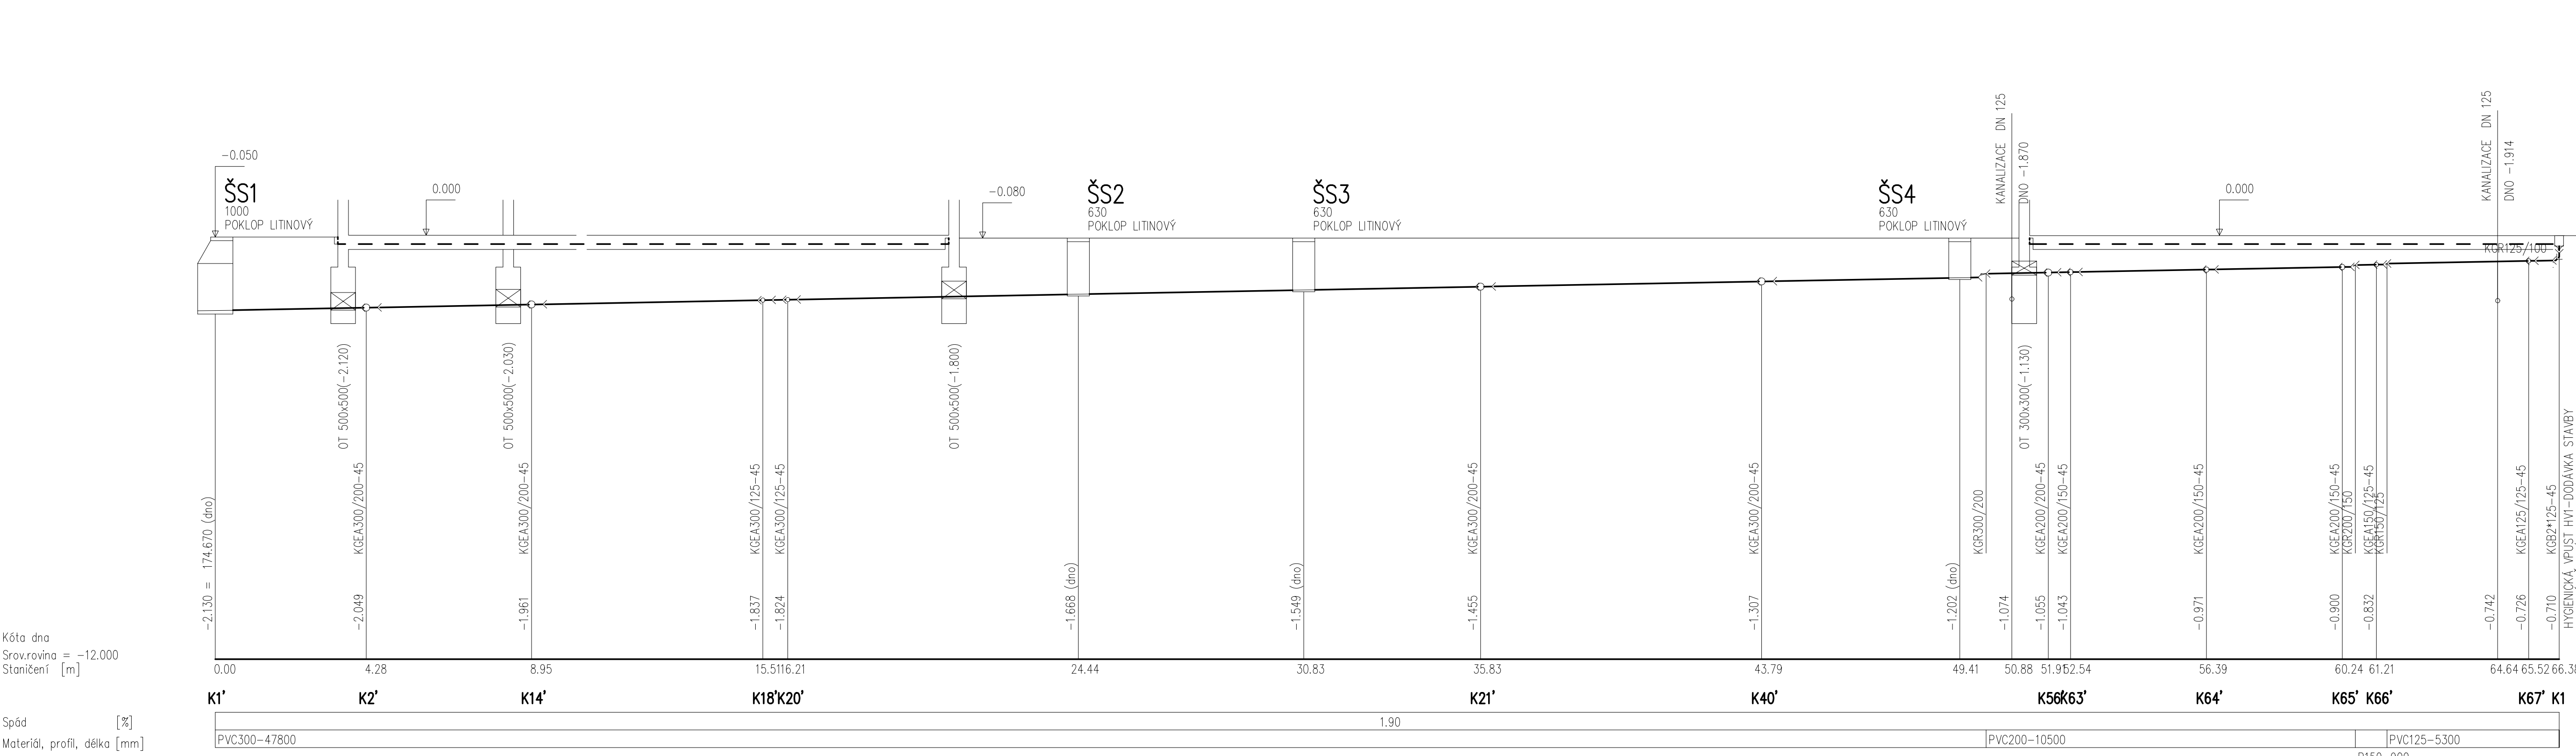 KANALIZACE DN 125
DNO -1.870
KANALIZACE DN 125
DNO -1.914
-0.050
ŠS1
1000
POKLOP LITINOVÝ
0.000
-0.080
ŠS2
630
POKLOP LITINOVÝ
ŠS3
630
POKLOP LITINOVÝ
ŠS4
630
POKLOP LITINOVÝ
0.000
KGR125/100
OT 500x500(-2.120)
OT 500x500(-2.030)
OT 500x500(-1.800)
OT 300x300(-1.130)
KGEA300/200-45
KGEA300/200-45
KGEA300/125-45
KGEA300/125-45
KGEA300/200-45
KGEA300/200-45
KGR300/200
KGEA200/200-45
KGEA200/150-45
KGEA200/150-45
KGEA200/150-45
KGR200/150
KGEA150/125-45
KGR150/125
KGEA125/125-45
KGB2*125-45
HYGIENICKÁ VPUST HV1-DODÁVKA STAVBY
Kóta dna
-2.130 = 174.670 (dno)
-2.049
-1.961
-1.837
-1.824
-1.668 (dno)
-1.549 (dno)
-1.455
-1.307
-1.202 (dno)
-1.074
-1.055
-1.043
-0.971
-0.900
-0.832
-0.742
-0.726
-0.710
Srov.rovina = -12.000
Staničení [m]
0.00
4.28
8.95
15.51
16.21
24.44
30.83
35.83
43.79
49.41
50.88
51.91
52.54
56.39
60.24
61.21
64.64
65.52
66.38
K1'
K2'
K14'
K18'
K20'
K21'
K40'
K56'
K63'
K64'
K65'
K66'
K67'
K1
Spád [%]
1.90
Materiál, profil, délka [mm]
PVC300-47800
PVC200-10500
PVC125-5300